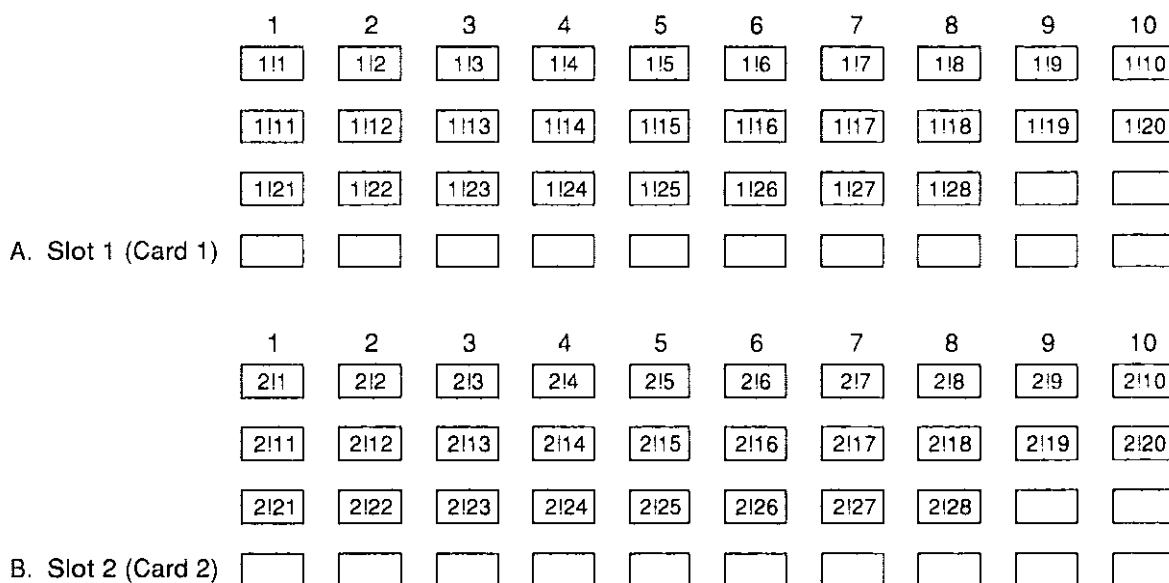 1 2 3 4 5 6 7 8 9 10
1!1 1!2 1!3 1!4 1!5 1!6 1!7 1!8 1!9 1!10
1!11 1!12 1!13 1!14 1!15 1!16 1!17 1!18 1!19 1!20
1!21 1!22 1!23 1!24 1!25 1!26 1!27 1!28
A. Slot 1 (Card 1)
1 2 3 4 5 6 7 8 9 10
2!1 2!2 2!3 2!4 2!5 2!6 2!7 2!8 2!9 2!10
2!11 2!12 2!13 2!14 2!15 2!16 2!17 2!18 2!19 2!20
2!21 2!22 2!23 2!24 2!25 2!26 2!27 2!28
B. Slot 2 (Card 2)